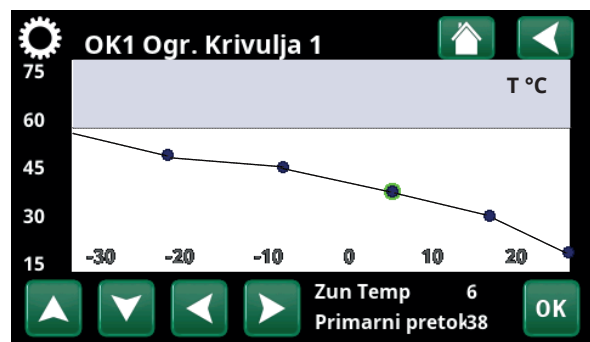 OK1 Ogr. Krivulja 1
T °C
75
60
45
30
15
-30 -20 -10 0 10 20
Zun Temp 6
Primarni pretok38
OK